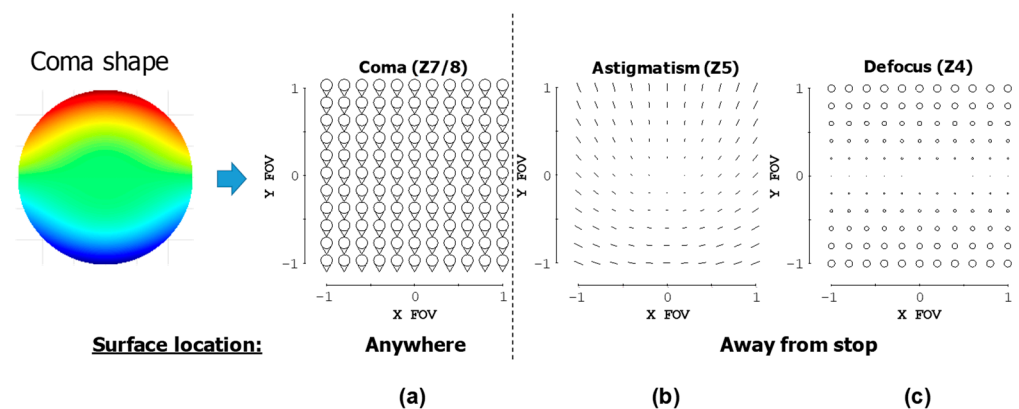 Coma shape
Coma (Z7/8)
1
0
−1
Y FOV
−1
0
1
X FOV
Astigmatism (Z5)
1
0
−1
Y FOV
−1
0
1
X FOV
Defocus (Z4)
1
0
−1
Y FOV
−1
0
1
X FOV
Surface location:
Anywhere
Away from stop
(a)
(b)
(c)